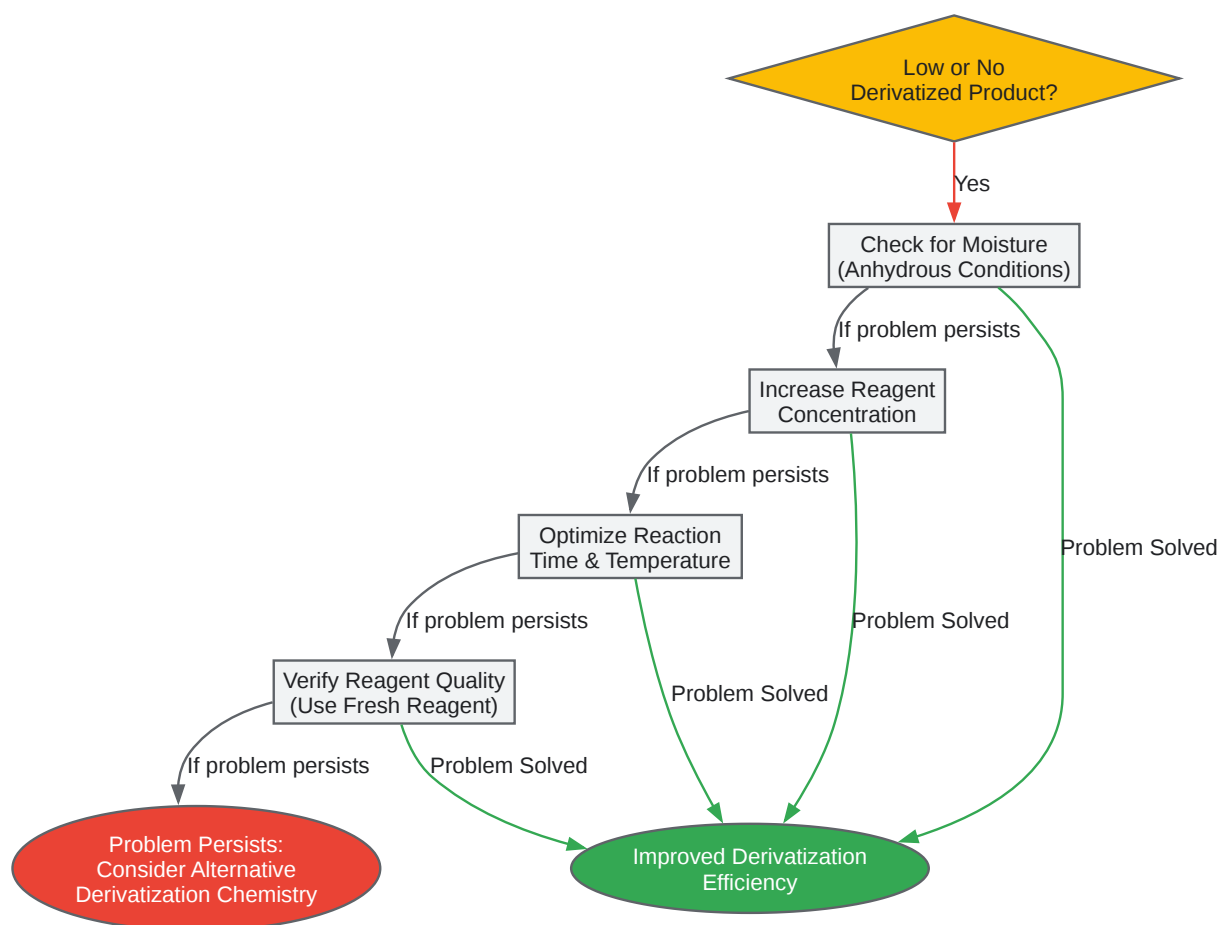 Low or No
Derivatized Product?
Yes
Check for Moisture
(Anhydrous Conditions)
If problem persists
Increase Reagent
Concentration
If problem persists
Optimize Reaction
Time & Temperature
Problem Solved
If problem persists
Problem Solved
Verify Reagent Quality
(Use Fresh Reagent)
Problem Solved
If problem persists
Problem Solved
Problem Persists:
Consider Alternative
Derivatization Chemistry
Improved Derivatization
Efficiency